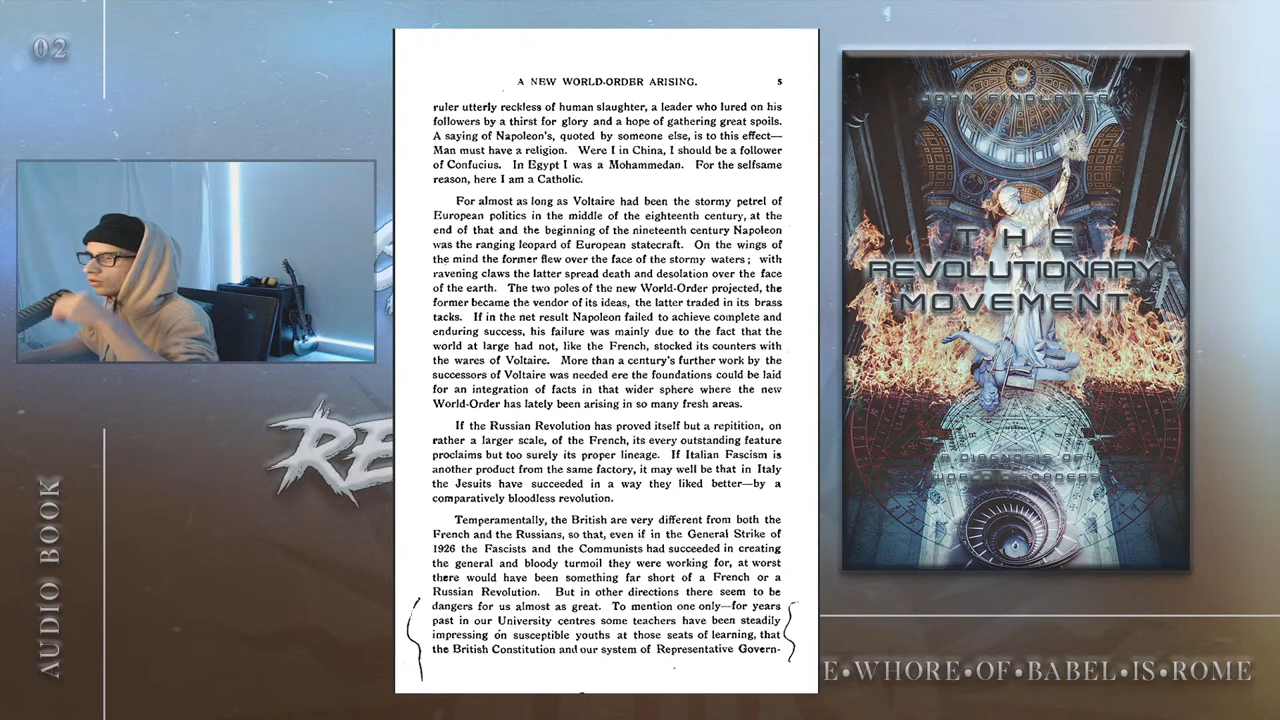 02
AUDIO BOOK
RE
A NEW WORLD-ORDER ARISING. 5
ruler utterly reckless of human slaughter, a leader who lured on his
followers by a thirst for glory and a hope of gathering great spoils.
A saying of Napoleon's, quoted by someone else, is to this effect—
Man must have a religion. Were I in China, I should be a follower
of Confucius. In Egypt I was a Mohammedan. For the selfsame
reason, here I am a Catholic.
For almost as long as Voltaire had been the stormy petrel of
European politics in the middle of the eighteenth century, at the
end of that and the beginning of the nineteenth century Napoleon
was the ranging leopard of European statecraft. On the wings of
the mind the former flew over the face of the stormy waters; with
ravening claws the latter spread death and desolation over the face
of the earth. The two poles of the new World-Order projected, the
former became the vendor of its ideas, the latter traded in its brass
tacks. If in the net result Napoleon failed to achieve complete and
enduring success, his failure was mainly due to the fact that the
world at large had not, like the French, stocked its counters with
the wares of Voltaire. More than a century's further work by the
successors of Voltaire was needed ere the foundations could be laid
for an integration of facts in that wider sphere where the new
World-Order has lately been arising in so many fresh areas.
If the Russian Revolution has proved itself but a repitition, on
rather a larger scale, of the French, its every outstanding feature
proclaims but too surely its proper lineage. If Italian Fascism is
another product from the same factory, it may well be that in Italy
the Jesuits have succeeded in a way they liked better—by a
comparatively bloodless revolution.
Temperamentally, the British are very different from both the
French and the Russians, so that, even if in the General Strike of
1926 the Fascists and the Communists had succeeded in creating
the general and bloody turmoil they were working for, at worst
there would have been something far short of a French or a
Russian Revolution. But in other directions there seem to be
dangers for us almost as great. To mention one only—for years
past in our University centres some teachers have been steadily
impressing on susceptible youths at those seats of learning, that
the British Constitution and our system of Representative Govern-
JOHN FINDLATER
THE
REVOLUTIONARY
MOVEMENT
A DIAGNOSIS OF
WORLD DISORDERS
E•WHORE•OF•BABEL•IS•ROME